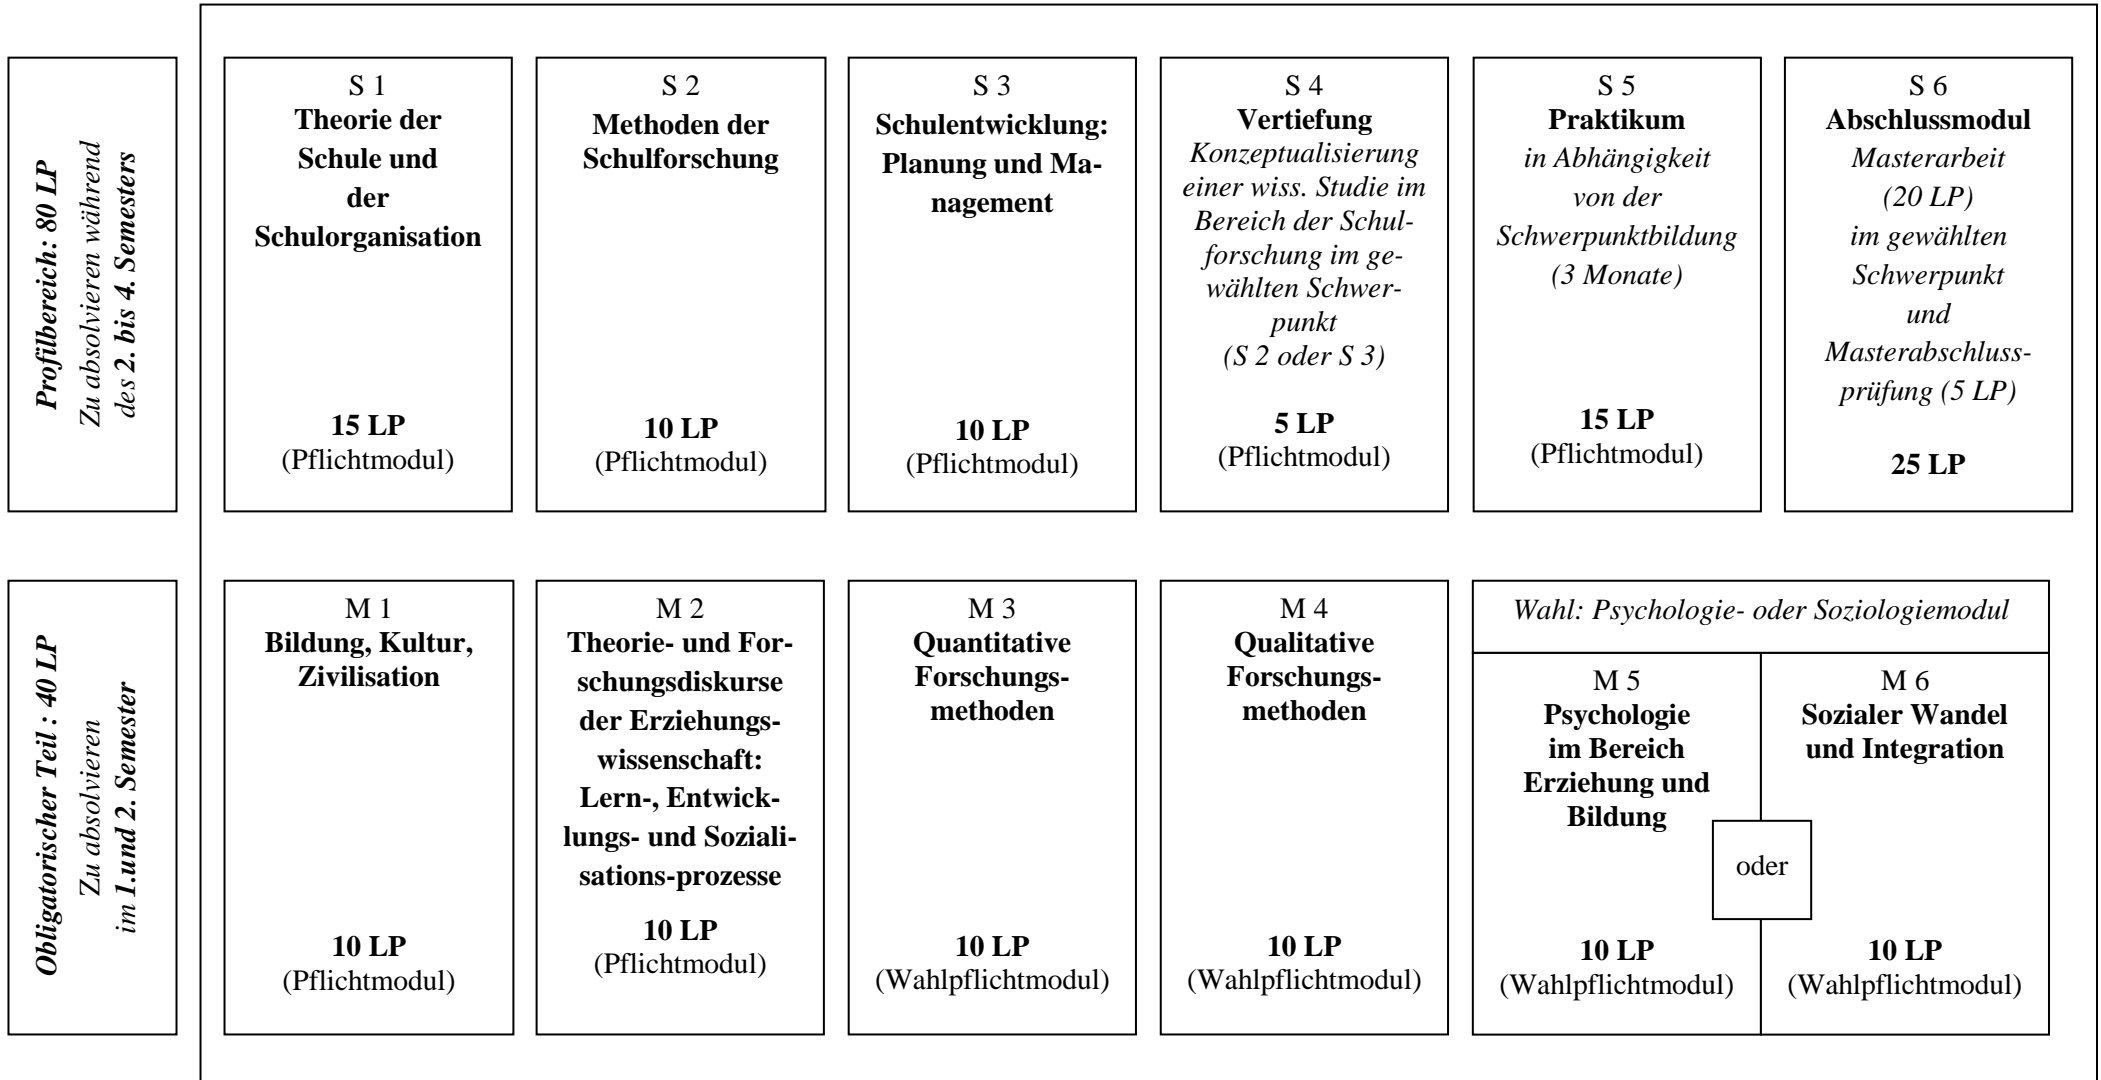 Profilbereich: 80 LP
Zu absolvieren während
des 2. bis 4. Semesters
S 1
Theorie der
Schule und
der
Schulorganisation
15 LP
(Pflichtmodul)
S 2
Methoden der
Schulforschung
10 LP
(Pflichtmodul)
S 3
Schulentwicklung:
Planung und Ma-
nagement
10 LP
(Pflichtmodul)
S 4
Vertiefung
Konzeptualisierung
einer wiss. Studie im
Bereich der Schul-
forschung im ge-
wählten Schwer-
punkt
(S 2 oder S 3)
5 LP
(Pflichtmodul)
S 5
Praktikum
in Abhängigkeit
von der
Schwerpunktbildung
(3 Monate)
15 LP
(Pflichtmodul)
S 6
Abschlussmodul
Masterarbeit
(20 LP)
im gewählten
Schwerpunkt
und
Masterabschluss-
prüfung (5 LP)
25 LP
Obligatorischer Teil : 40 LP
Zu absolvieren
im 1.und 2. Semester
M 1
Bildung, Kultur,
Zivilisation
10 LP
(Pflichtmodul)
M 2
Theorie- und For-
schungsdiskurse
der Erziehungs-
wissenschaft:
Lern-, Entwick-
lungs- und Soziali-
sations-prozesse
10 LP
(Pflichtmodul)
M 3
Quantitative
Forschungs-
methoden
10 LP
(Wahlpflichtmodul)
M 4
Qualitative
Forschungs-
methoden
10 LP
(Wahlpflichtmodul)
Wahl: Psychologie- oder Soziologiemodul
M 5
Psychologie
im Bereich
Erziehung und
Bildung
10 LP
(Wahlpflichtmodul)
oder
M 6
Sozialer Wandel
und Integration
10 LP
(Wahlpflichtmodul)